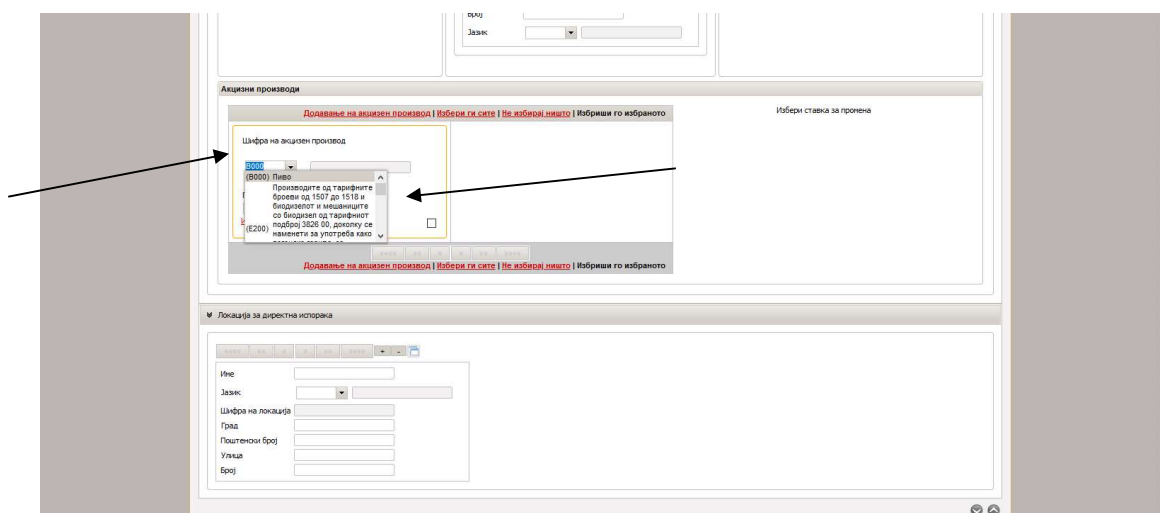 Број
Јазик
Акцизни производи
Додавање на акцизен производ | Избери ги сите | Не избирај ништо | Избриши го избраното
Избери ставка за промена
Шифра на акцизен производ
B000
(B000) Пиво
Производите од тарифните
броеви од 1507 до 1518 и
биодизелот и мешаниците
со биодизел од тарифниот
подброј 3826 00, доколку се
(E200) наменети за употреба како
<<<< << < > >> >>>>
Додавање на акцизен производ | Избери ги сите | Не избирај ништо | Избриши го избраното
Локација за директна испорака
<<<< << < > >> >>>> + -
Име
Јазик
Шифра на локација
Град
Поштенски број
Улица
Број